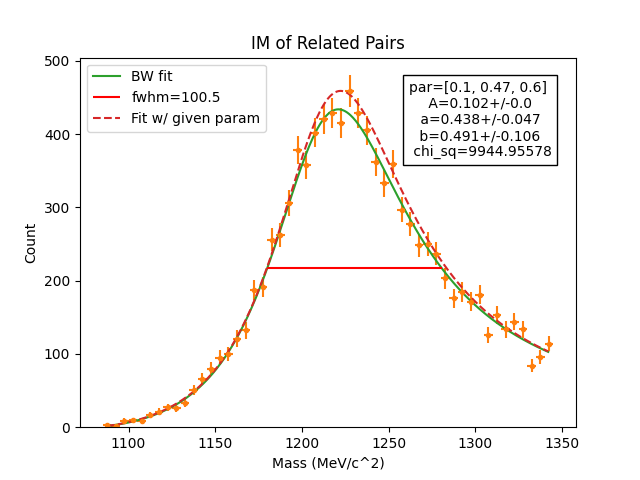 IM of Related Pairs
BW fit
fwhm=100.5
Fit w/ given param
par=[0.1, 0.47, 0.6]
A=0.102+/-0.0
a=0.438+/-0.047
b=0.491+/-0.106
chi_sq=9944.95578
Count
500
400
300
200
100
0
1100
1150
1200
1250
1300
1350
Mass (MeV/c^2)